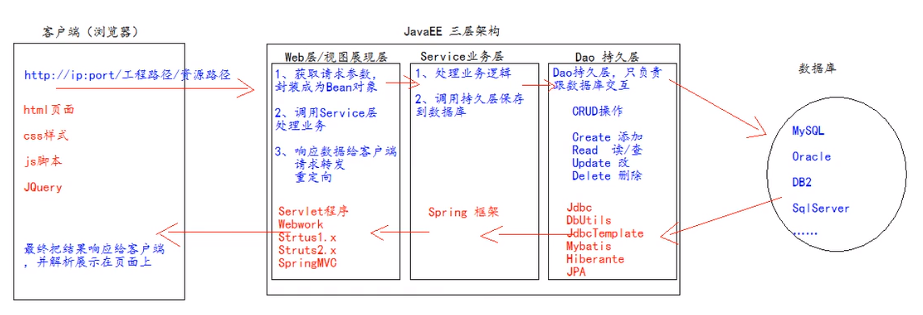 客户端（浏览器）
http://ip:port/工程路径/资源路径
html页面
css样式
js脚本
JQuery
最终把结果响应给客户端
，并解析展示在页面上
JavaEE 三层架构
Web层/视图展现层
1、获取请求参数，
封装成为Bean对象
2、调用Service层
处理业务
3、响应数据给客户端
请求转发
重定向
Servlet程序
Webwork
Strtus1.x
Struts2.x
SpringMVC
Service业务层
1、处理业务逻辑
2、调用持久层保存
到数据库
Spring 框架
Dao 持久层
Dao持久层，只负责
跟数据库交互
CRUD操作
Create 添加
Read 读/查
Update 改
Delete 删除
Jdbc
DbUtils
JdbcTemplate
Mybatis
Hiberante
JPA
数据库
MySQL
Oracle
DB2
SqlServer
......